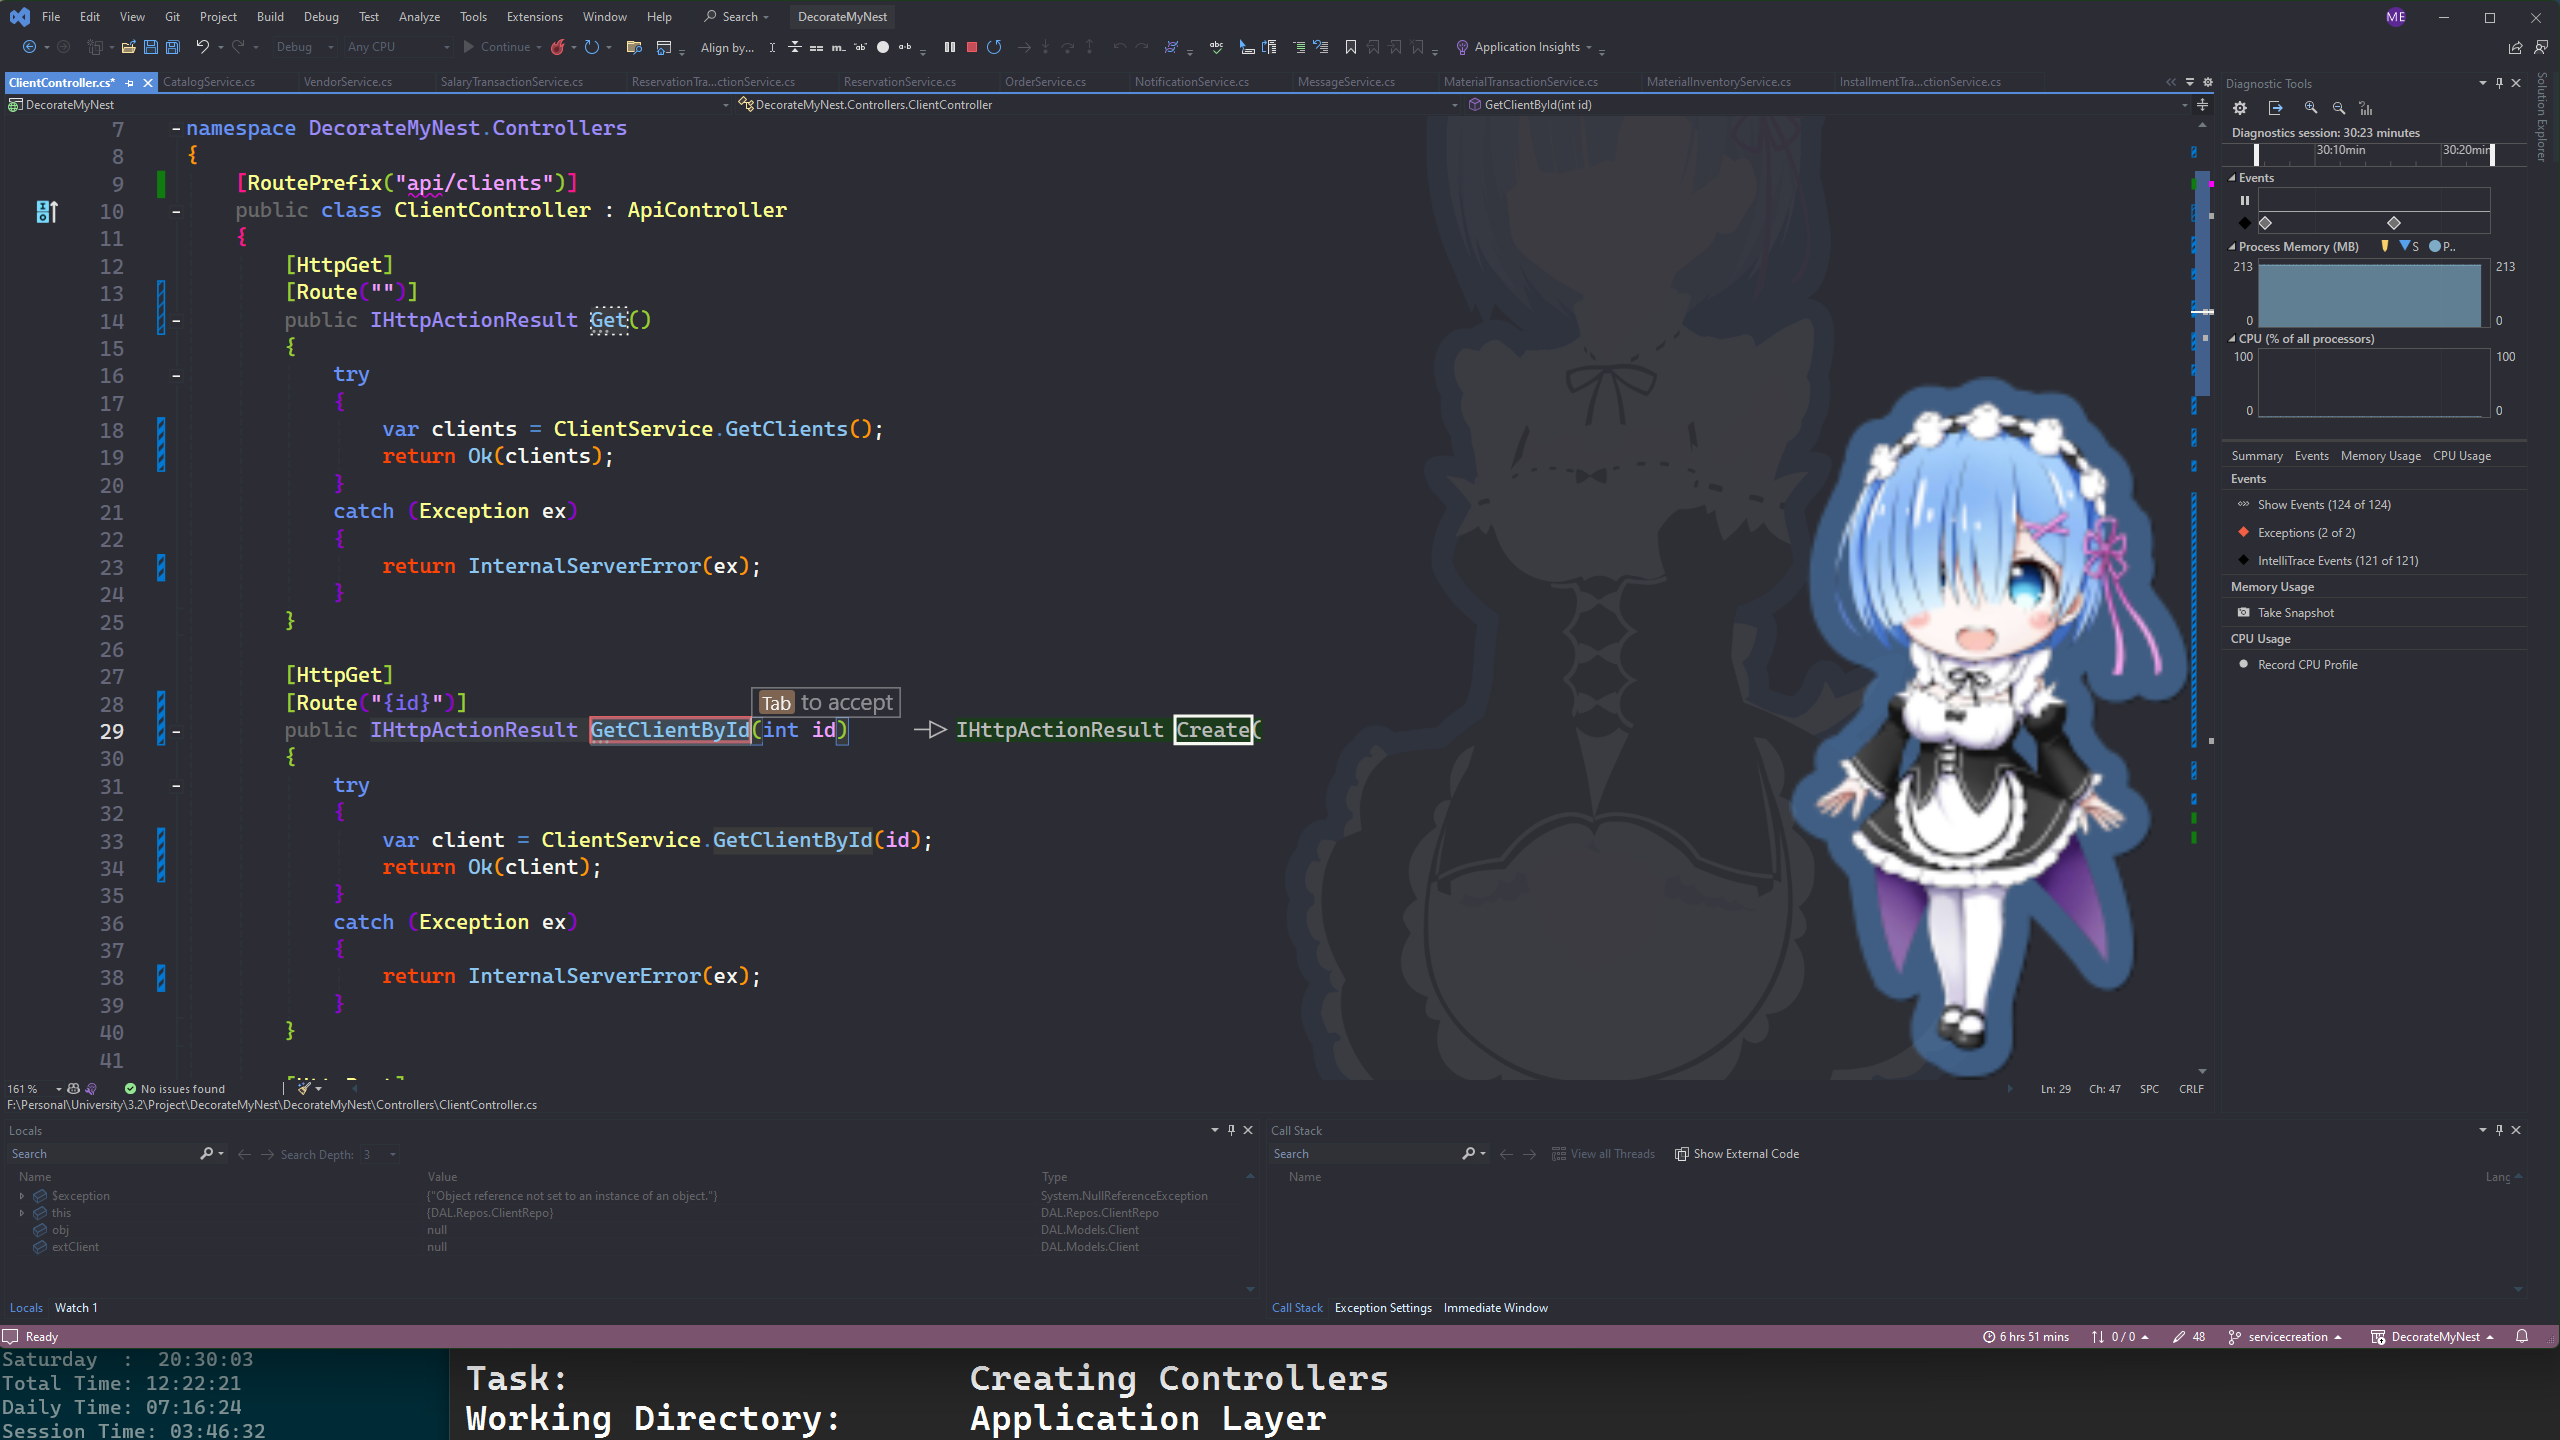 File Edit View Git Project Build Debug Test Analyze Tools Extensions Window Help Search DecorateMyNest ME
Debug Any CPU Continue Align by... Application Insights
ClientController.cs* CatalogService.cs VendorService.cs SalaryTransactionService.cs ReservationTra...ctionService.cs ReservationService.cs OrderService.cs NotificationService.cs MessageService.cs MaterialTransactionService.cs MaterialInventoryService.cs InstallmentTra...ctionService.cs
DecorateMyNest DecorateMyNest.Controllers.ClientController GetClientById(int id)
7 namespace DecorateMyNest.Controllers
8 {
9 [RoutePrefix("api/clients")]
10 public class ClientController : ApiController
11 {
12 [HttpGet]
13 [Route("")]
14 public IHttpActionResult Get()
15 {
16 try
17 {
18 var clients = ClientService.GetClients();
19 return Ok(clients);
20 }
21 catch (Exception ex)
22 {
23 return InternalServerError(ex);
24 }
25 }
26
27 [HttpGet]
28 [Route("{id}")]
Tab to accept
29 public IHttpActionResult GetClientById(int id) IHttpActionResult Create(
30 {
31 try
32 {
33 var client = ClientService.GetClientById(id);
34 return Ok(client);
35 }
36 catch (Exception ex)
37 {
38 return InternalServerError(ex);
39 }
40 }
41
161 % No issues found Ln: 29 Ch: 47 SPC CRLF
F:\Personal\University\3.2\Project\DecorateMyNest\DecorateMyNest\Controllers\ClientController.cs
Diagnostic Tools
Solution Explorer
Diagnostics session: 30:23 minutes
30:10min 30:20min
Events
Process Memory (MB) S P..
213 213
0 0
CPU (% of all processors)
100 100
0 0
Summary Events Memory Usage CPU Usage
Events
Show Events (124 of 124)
Exceptions (2 of 2)
IntelliTrace Events (121 of 121)
Memory Usage
Take Snapshot
CPU Usage
Record CPU Profile
Locals
Search Search Depth: 3
Name Value Type
$exception {"Object reference not set to an instance of an object."} System.NullReferenceException
this {DAL.Repos.ClientRepo} DAL.Repos.ClientRepo
obj null DAL.Models.Client
extClient null DAL.Models.Client
Locals Watch 1
Call Stack
Search View all Threads Show External Code
Name Lang
Call Stack Exception Settings Immediate Window
Ready 6 hrs 51 mins 0 / 0 48 servicecreation DecorateMyNest
Saturday : 20:30:03
Total Time: 12:22:21
Daily Time: 07:16:24
Session Time: 03:46:32
Task: Creating Controllers
Working Directory: Application Layer